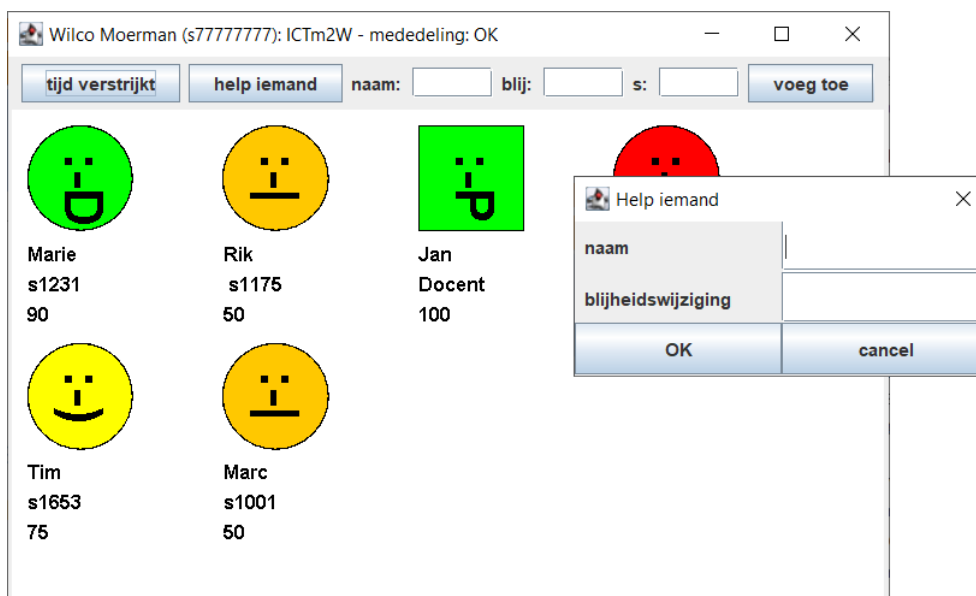 Wilco Moerman (s77777777): ICTm2W - mededeling: OK
tijd verstrijkt help iemand naam: blij: s: voeg toe
Marie
s1231
90
Rik
s1175
50
Jan
Docent
100
Help iemand
naam
blijheidswijziging
OK cancel
Tim
s1653
75
Marc
s1001
50